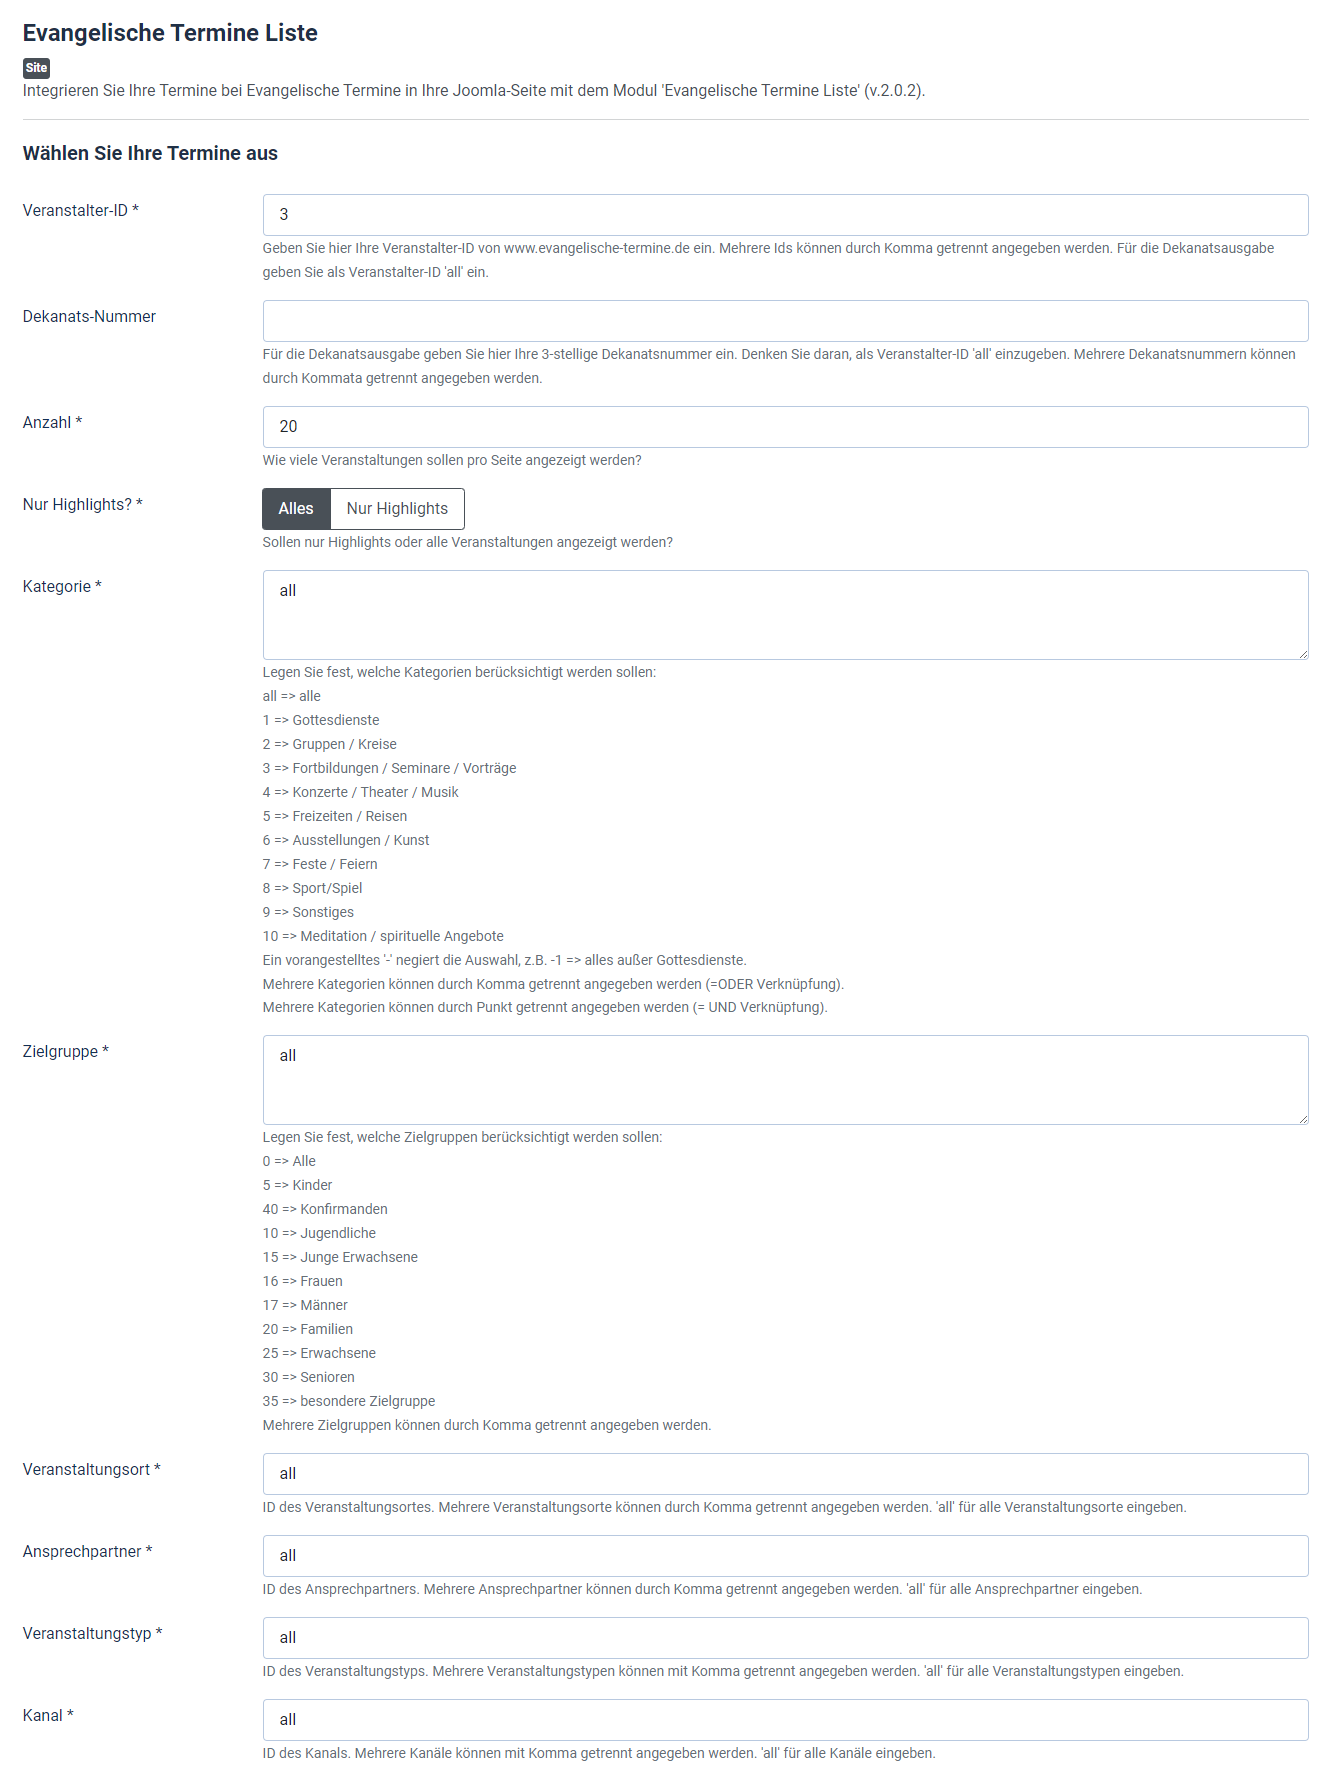 Evangelische Termine Liste
Site
Integrieren Sie Ihre Termine bei Evangelische Termine in Ihre Joomla-Seite mit dem Modul 'Evangelische Termine Liste' (v.2.0.2).
Wählen Sie Ihre Termine aus
Veranstalter-ID *
3
Geben Sie hier Ihre Veranstalter-ID von www.evangelische-termine.de ein. Mehrere Ids können durch Komma getrennt angegeben werden. Für die Dekanatsausgabe
geben Sie als Veranstalter-ID 'all' ein.
Dekanats-Nummer
Für die Dekanatsausgabe geben Sie hier Ihre 3-stellige Dekanatsnummer ein. Denken Sie daran, als Veranstalter-ID 'all' einzugeben. Mehrere Dekanatsnummern können
durch Kommata getrennt angegeben werden.
Anzahl *
20
Wie viele Veranstaltungen sollen pro Seite angezeigt werden?
Nur Highlights? *
Alles Nur Highlights
Sollen nur Highlights oder alle Veranstaltungen angezeigt werden?
Kategorie *
all
Legen Sie fest, welche Kategorien berücksichtigt werden sollen:
all => alle
1 => Gottesdienste
2 => Gruppen / Kreise
3 => Fortbildungen / Seminare / Vorträge
4 => Konzerte / Theater / Musik
5 => Freizeiten / Reisen
6 => Ausstellungen / Kunst
7 => Feste / Feiern
8 => Sport/Spiel
9 => Sonstiges
10 => Meditation / spirituelle Angebote
Ein vorangestelltes '-' negiert die Auswahl, z.B. -1 => alles außer Gottesdienste.
Mehrere Kategorien können durch Komma getrennt angegeben werden (=ODER Verknüpfung).
Mehrere Kategorien können durch Punkt getrennt angegeben werden (= UND Verknüpfung).
Zielgruppe *
all
Legen Sie fest, welche Zielgruppen berücksichtigt werden sollen:
0 => Alle
5 => Kinder
40 => Konfirmanden
10 => Jugendliche
15 => Junge Erwachsene
16 => Frauen
17 => Männer
20 => Familien
25 => Erwachsene
30 => Senioren
35 => besondere Zielgruppe
Mehrere Zielgruppen können durch Komma getrennt angegeben werden.
Veranstaltungsort *
all
ID des Veranstaltungsortes. Mehrere Veranstaltungsorte können durch Komma getrennt angegeben werden. 'all' für alle Veranstaltungsorte eingeben.
Ansprechpartner *
all
ID des Ansprechpartners. Mehrere Ansprechpartner können durch Komma getrennt angegeben werden. 'all' für alle Ansprechpartner eingeben.
Veranstaltungstyp *
all
ID des Veranstaltungstyps. Mehrere Veranstaltungstypen können mit Komma getrennt angegeben werden. 'all' für alle Veranstaltungstypen eingeben.
Kanal *
all
ID des Kanals. Mehrere Kanäle können mit Komma getrennt angegeben werden. 'all' für alle Kanäle eingeben.